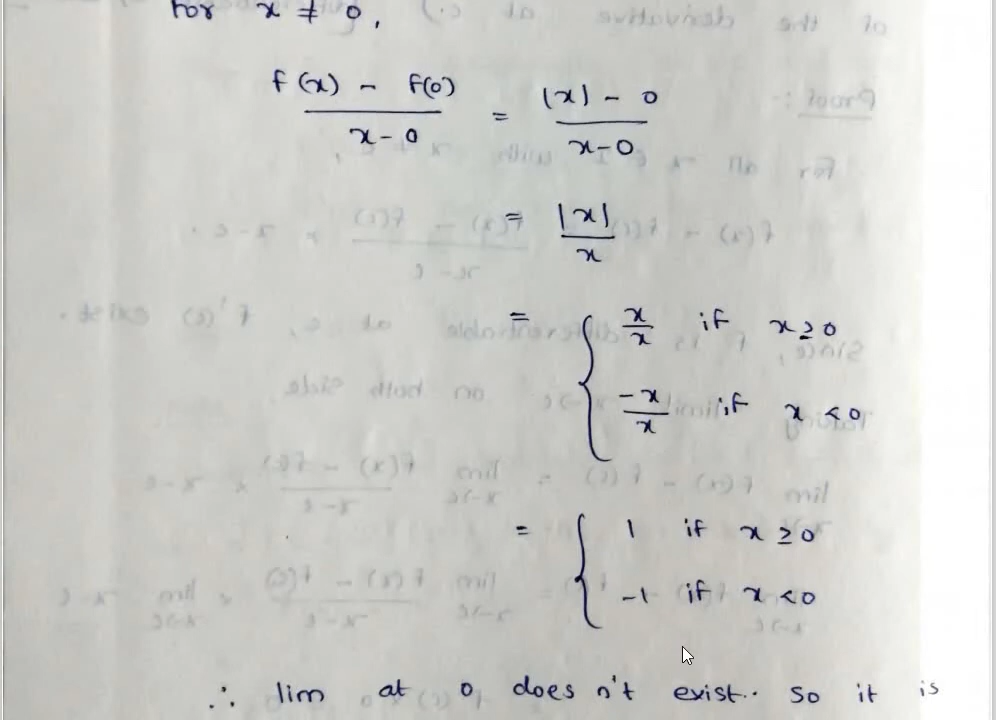 For x ≠ 0,
f(x) - f(0) / x-0 = |x| - 0 / x-0
= |x| / x
= { x/x if x ≥ 0
-x/x if x < 0
= { 1 if x ≥ 0
-1 if x < 0
∴ lim at 0 does n't exist. So it is